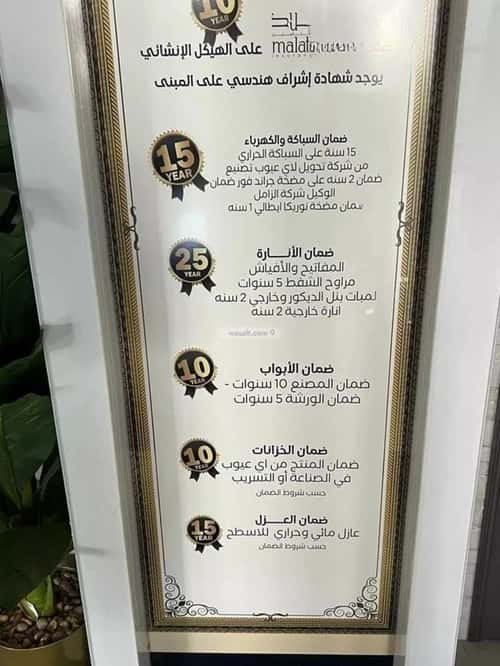 10
YEAR
ملاذ
malath
على الهيكل الإنشائي
يوجد شهادة إشراف هندسي على المبنى
15
YEAR
ضمان السباكة والكهرباء
15 سنة على السباكة الحراري
من شركة تحويل لاي عيوب تصنيع
ضمان 2 سنه على مضخة جراند فور ضمان
الوكيل شركة الزامل
ضمان مضخة نوريكا ايطالي 1 سنه
25
YEAR
ضمان الأنارة
المفاتيح والأفياش
مراوح الشفط 5 سنوات
لمبات بنل الديكور وخارجي 2 سنه
انارة خارجية 2 سنه
wasalt.com
10
YEAR
ضمان الأبواب
ضمان المصنع 10 سنوات -
ضمان الورشة 5 سنوات
10
YEAR
ضمان الخزانات
ضمان المنتج من اي عيوب
في الصناعة أو التسريب
حسب شروط الضمان
15
YEAR
ضمان العـــزل
عازل مائي وحراري للاسطح
حسب شروط الضمان